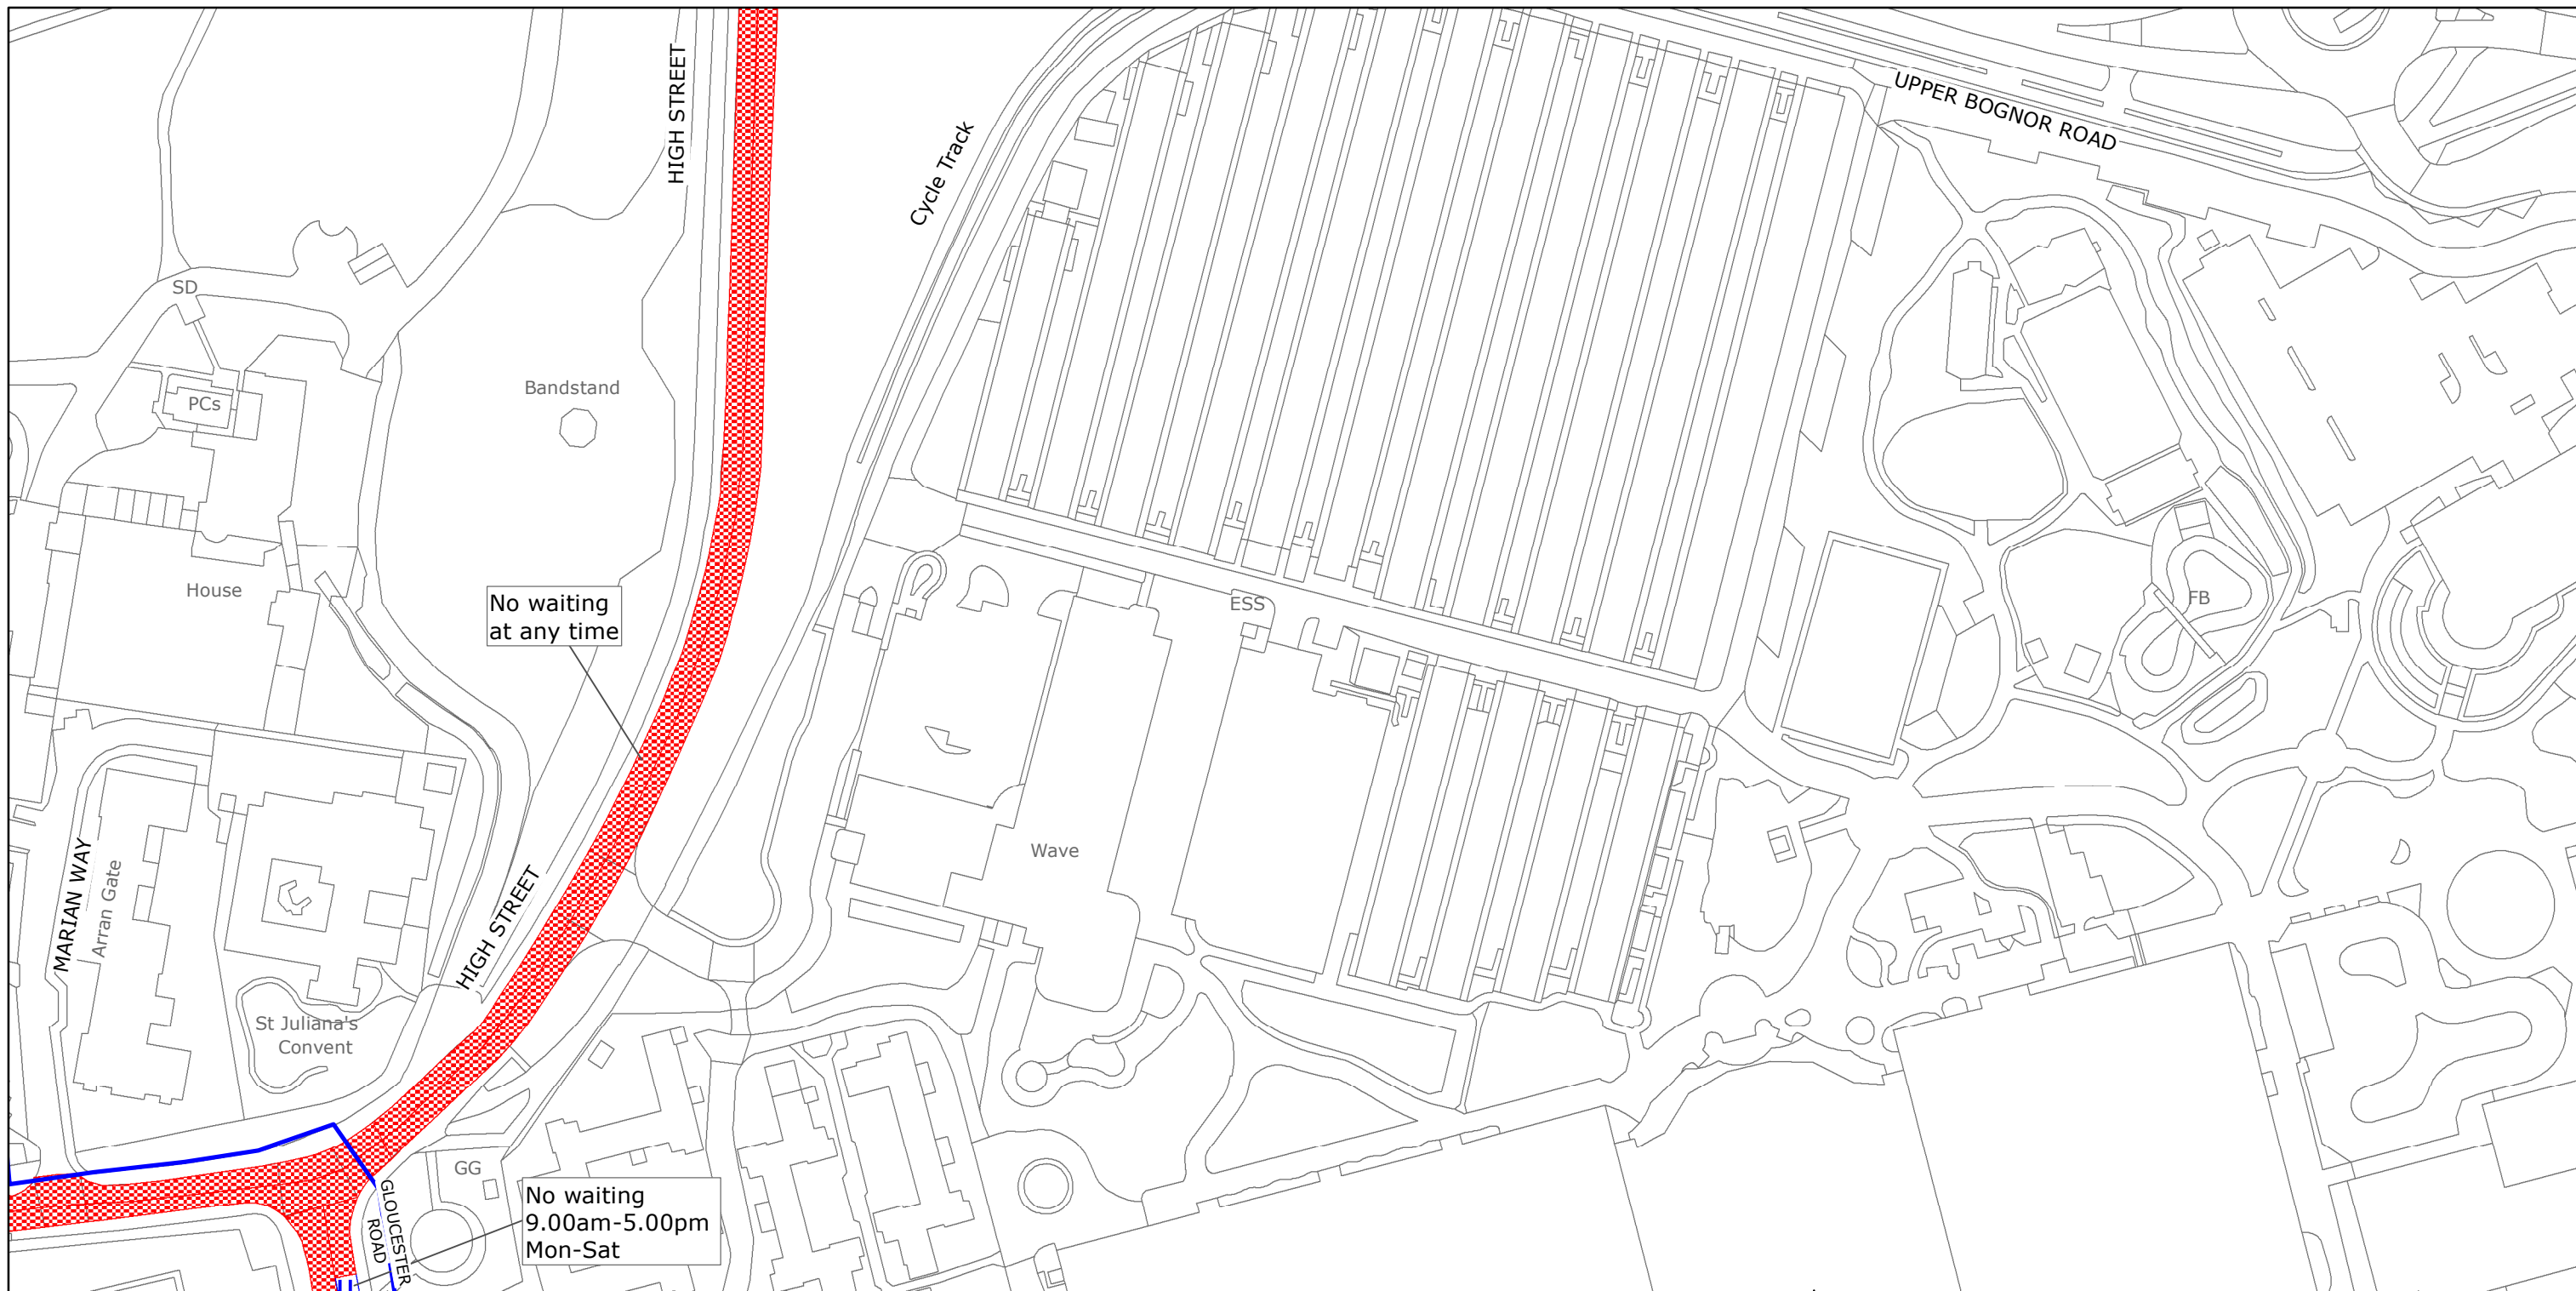 HIGH STREET
UPPER BOGNOR ROAD
Cycle Track
SD
Bandstand
PCs
House
No waiting
at any time
ESS
FB
Wave
MARIAN WAY
Arran Gate
HIGH STREET
St Juliana's
Convent
GG
No waiting
9.00am-5.00pm
Mon-Sat
GLOUCESTER
ROAD